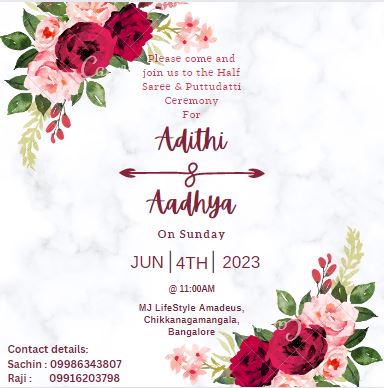 Please come and
join us to the Half
Saree & Puttudatti
Ceremony
For
Adithi
&
Aadhya
On Sunday
JUN | 4TH | 2023
@ 11:00AM
MJ LifeStyle Amadeus,
Chikkanagamangala,
Bangalore
Contact details:
Sachin : 09986343807
Raji : 09916203798